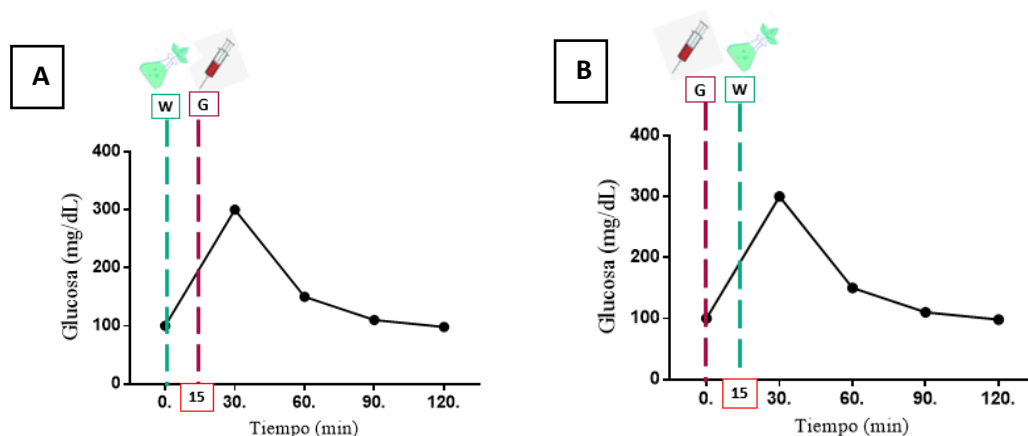 A
W
G
Glucosa (mg/dL)
400
300
200
100
0
0.
15
30.
60.
90.
120.
Tiempo (min)
B
G
W
Glucosa (mg/dL)
400
300
200
100
0
0.
15
30.
60.
90.
120.
Tiempo (min)